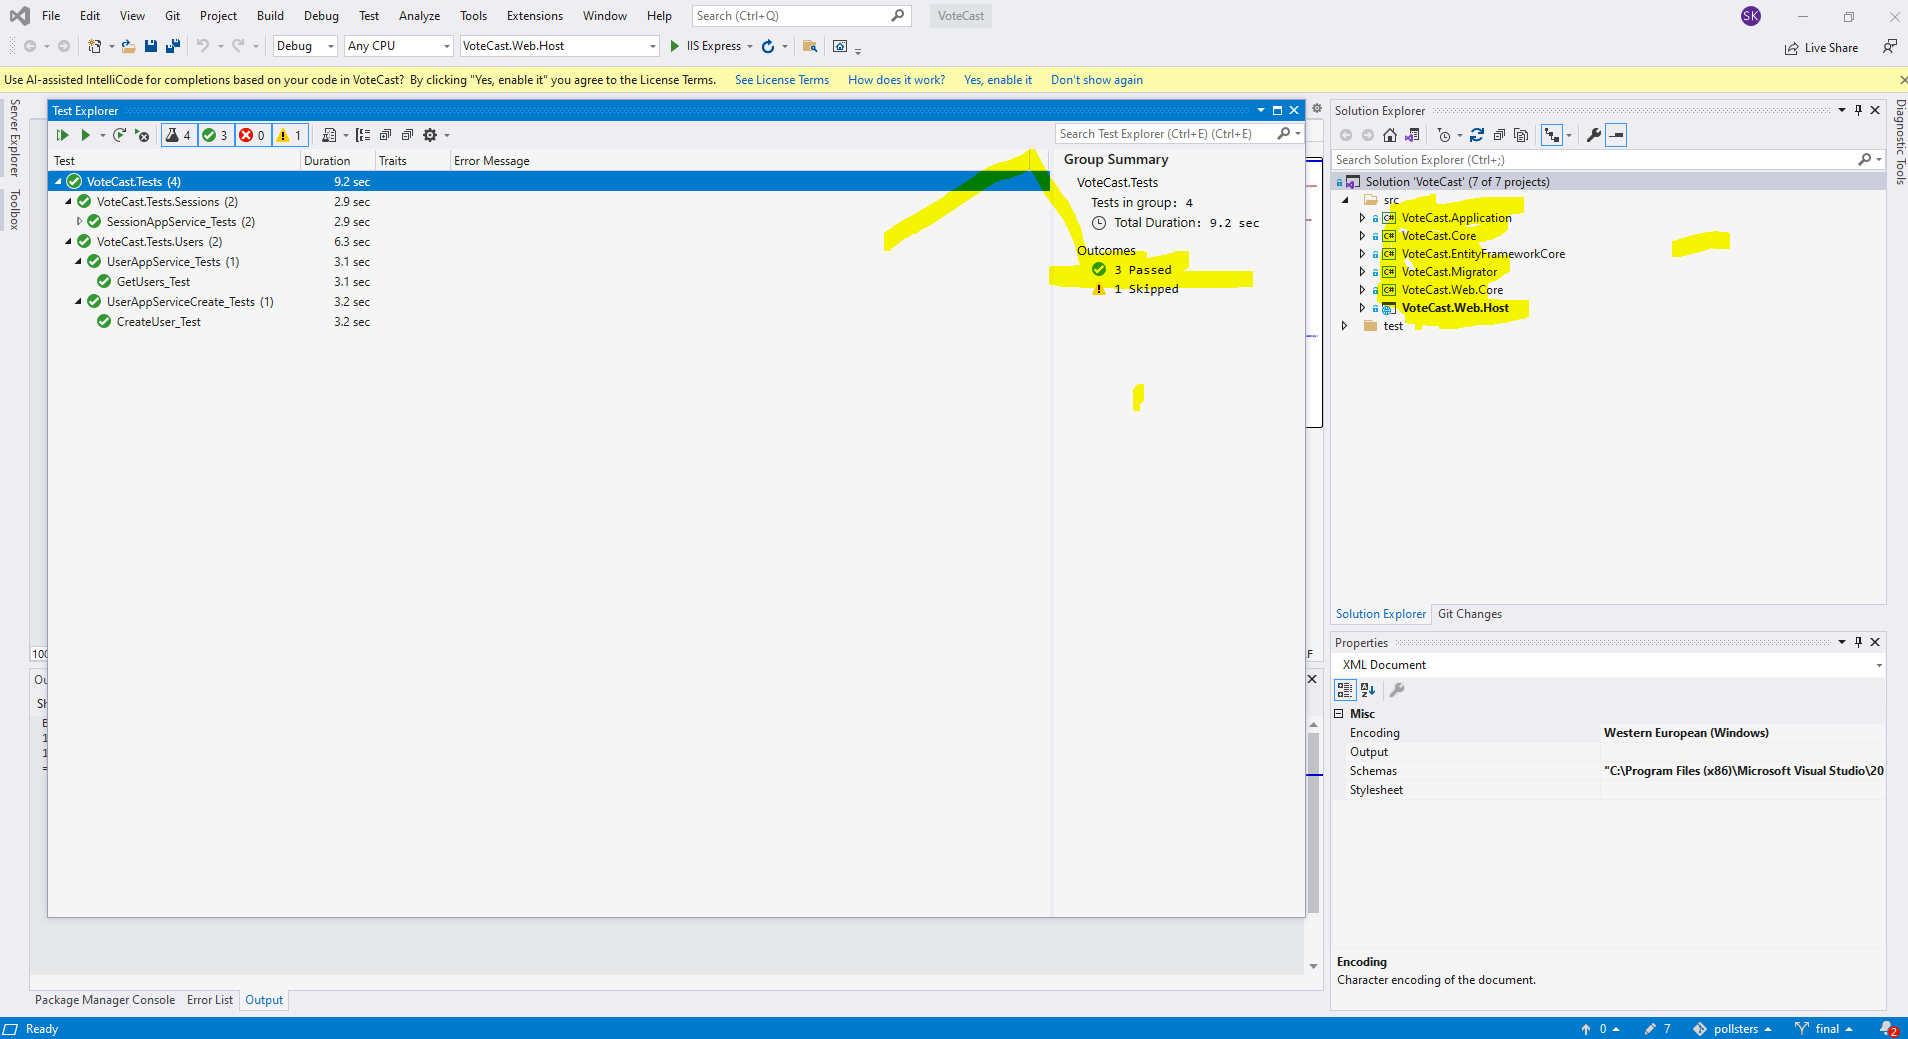 File Edit View Git Project Build Debug Test Analyze Tools Extensions Window Help Search (Ctrl+Q) VoteCast SK
Debug Any CPU VoteCast.Web.Host IIS Express Live Share
Use AI-assisted IntelliCode for completions based on your code in VoteCast? By clicking "Yes, enable it" you agree to the License Terms. See License Terms How does it work? Yes, enable it Don't show again
Server Explorer
Toolbox
Test Explorer
4 3 0 1 Search Test Explorer (Ctrl+E) (Ctrl+E)
Test Duration Traits Error Message
VoteCast.Tests (4) 9.2 sec
VoteCast.Tests.Sessions (2) 2.9 sec
SessionAppService_Tests (2) 2.9 sec
VoteCast.Tests.Users (2) 6.3 sec
UserAppService_Tests (1) 3.1 sec
GetUsers_Test 3.1 sec
UserAppServiceCreate_Tests (1) 3.2 sec
CreateUser_Test 3.2 sec
Group Summary
VoteCast.Tests
Tests in group: 4
Total Duration: 9.2 sec
Outcomes
3 Passed
1 Skipped
Solution Explorer
Search Solution Explorer (Ctrl+;)
Solution 'VoteCast' (7 of 7 projects)
src
C# VoteCast.Application
C# VoteCast.Core
C# VoteCast.EntityFrameworkCore
C# VoteCast.Migrator
C# VoteCast.Web.Core
VoteCast.Web.Host
test
Solution Explorer Git Changes
Diagnostic Tools
Properties
XML Document
Misc
Encoding Western European (Windows)
Output
Schemas "C:\Program Files (x86)\Microsoft Visual Studio\20
Stylesheet
Encoding
Character encoding of the document.
Package Manager Console Error List Output
Ready 0 7 pollsters final 2